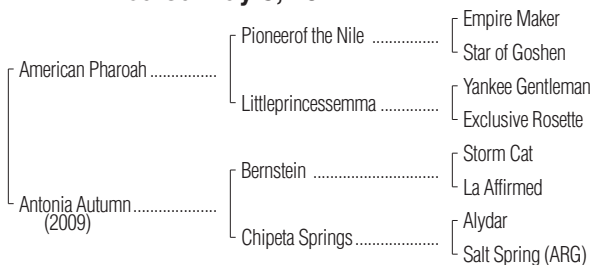 Empire Maker
Pioneerof the Nile ................
Star of Goshen
American Pharoah ................
Yankee Gentleman
Littleprincessemma ..............
Exclusive Rosette
Storm Cat
Bernstein ............................
La Affirmed
Antonia Autumn ...................
(2009)
Alydar
Chipeta Springs ...................
Salt Spring (ARG)